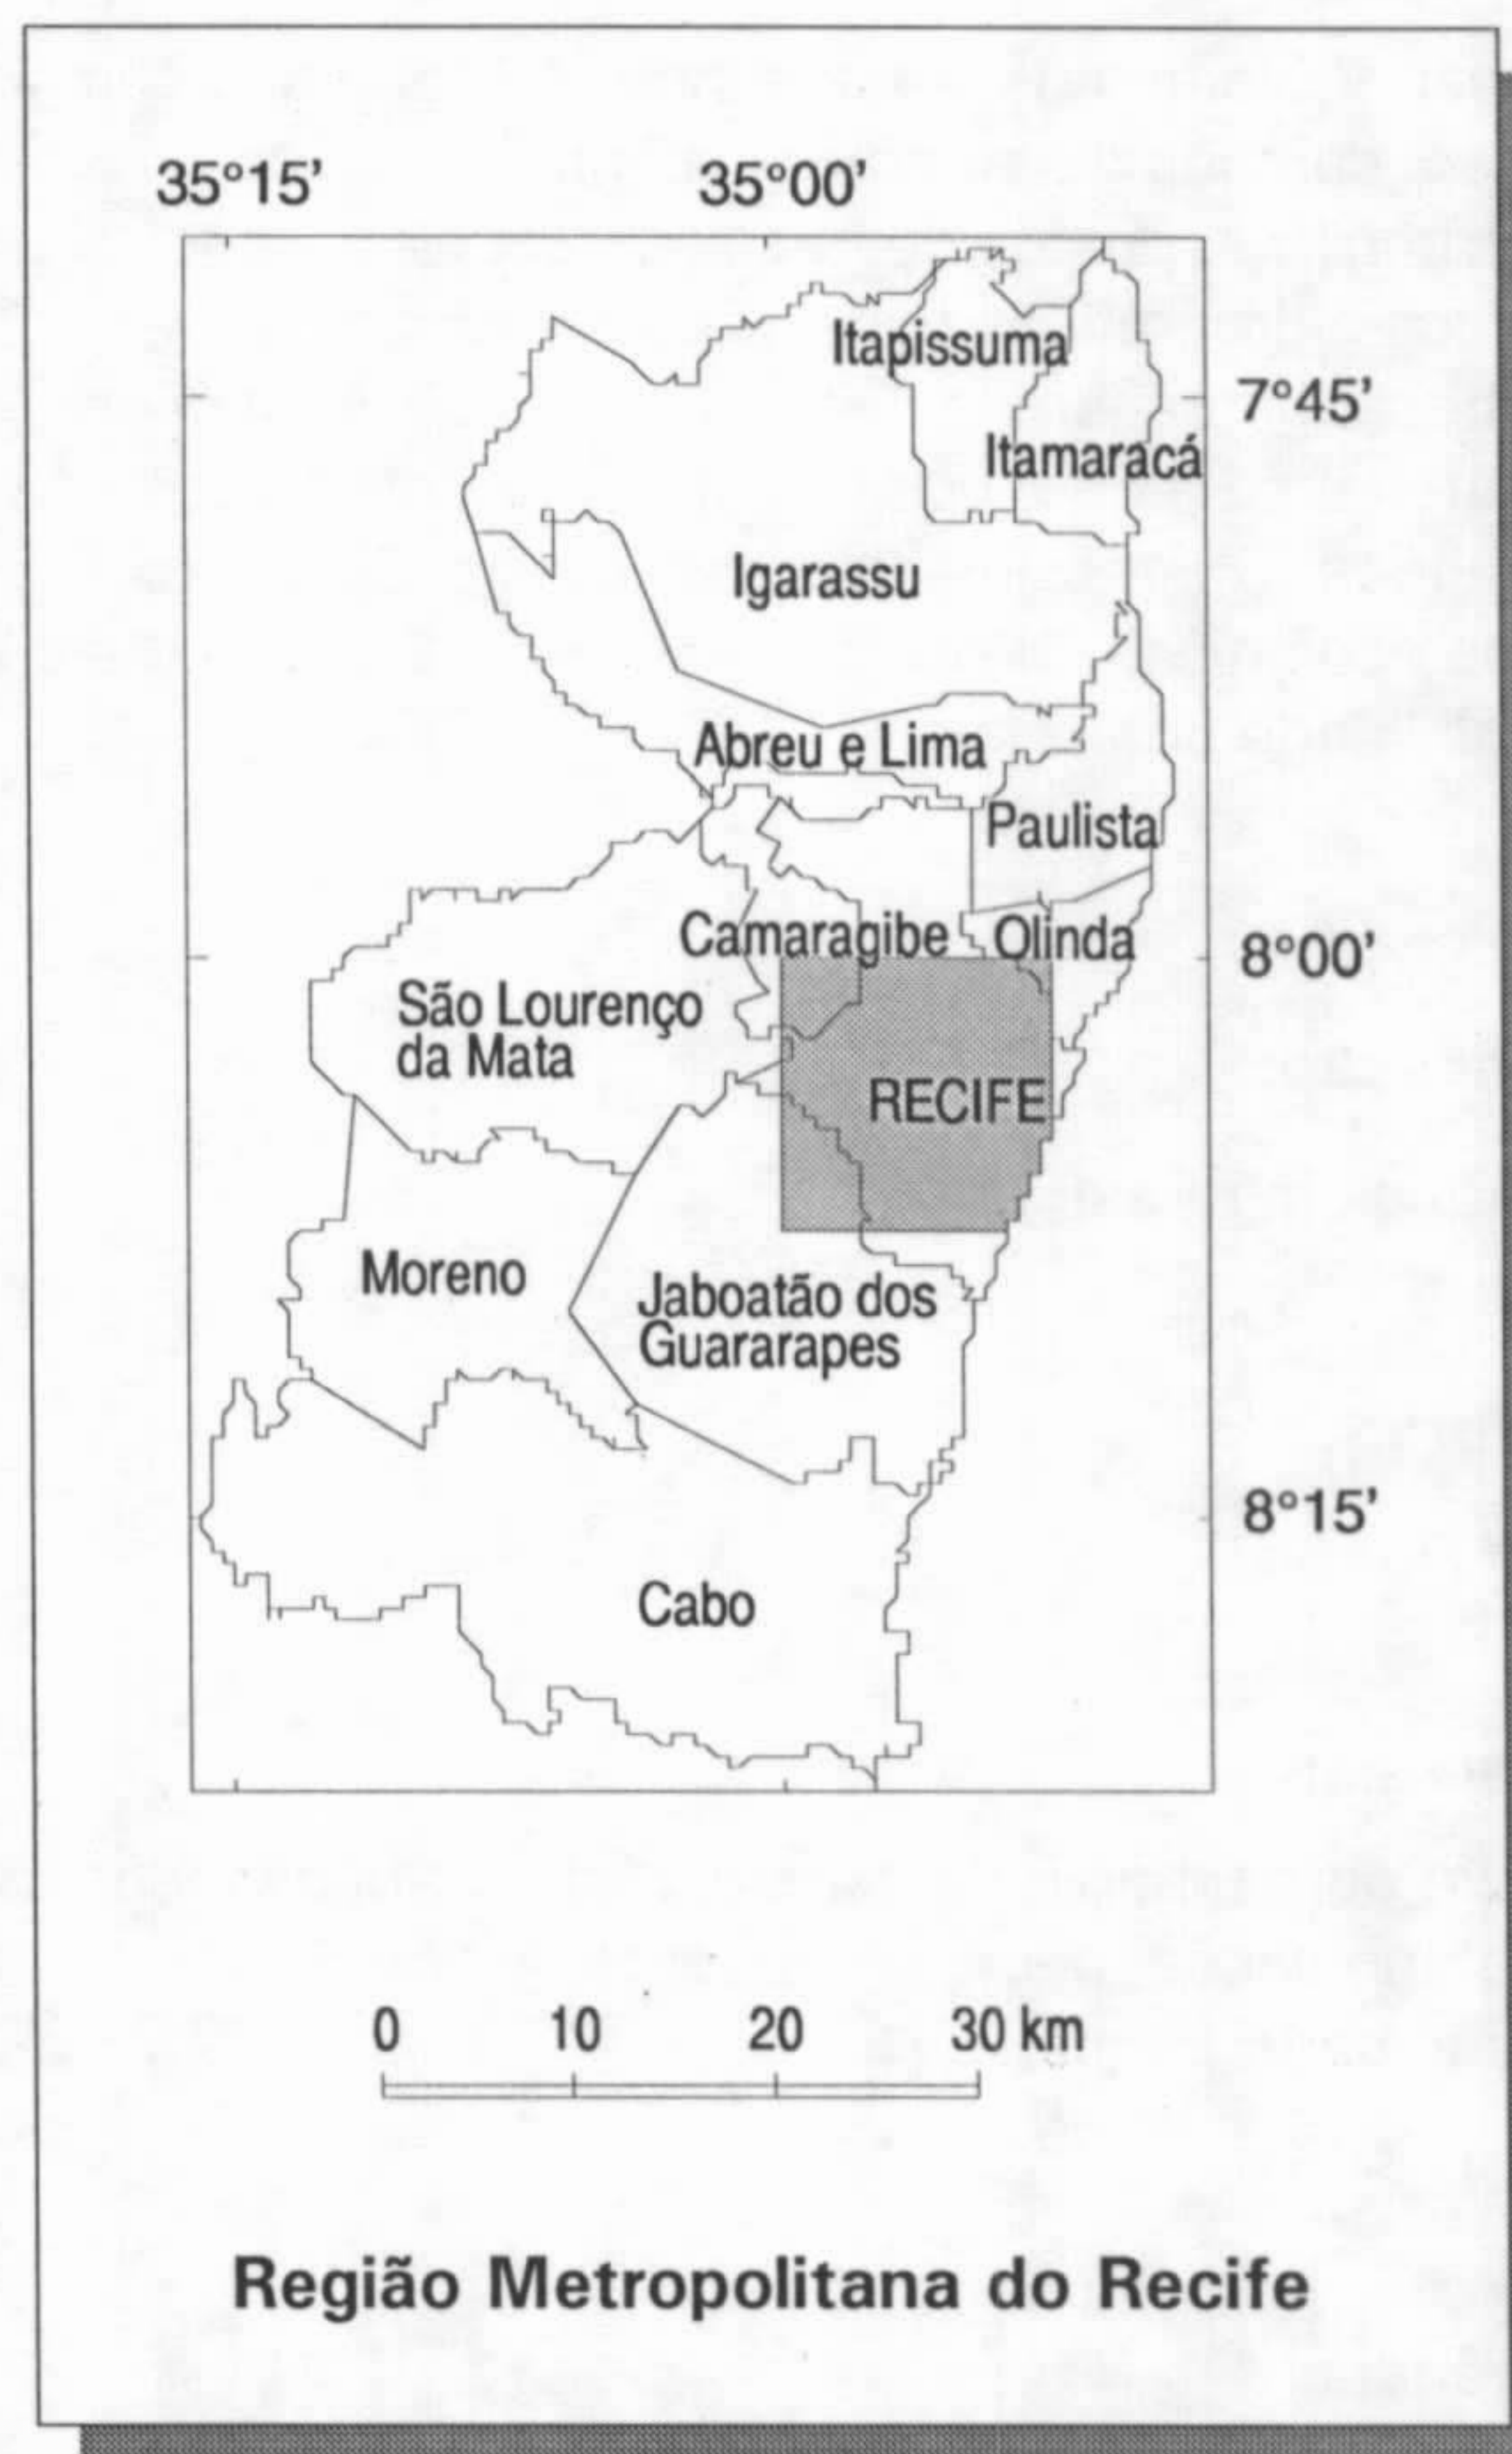 35°15’ 35°00’
Itapissuma
7°45’
Itamaracá
Igarassu
Abreu e Lima
Paulista
Camaragibe Olinda
8°00’
São Lourenço
da Mata
RECIFE
Moreno
Jaboatão dos
Guararapes
8°15’
Cabo
0 10 20 30 km
Região Metropolitana do Recife